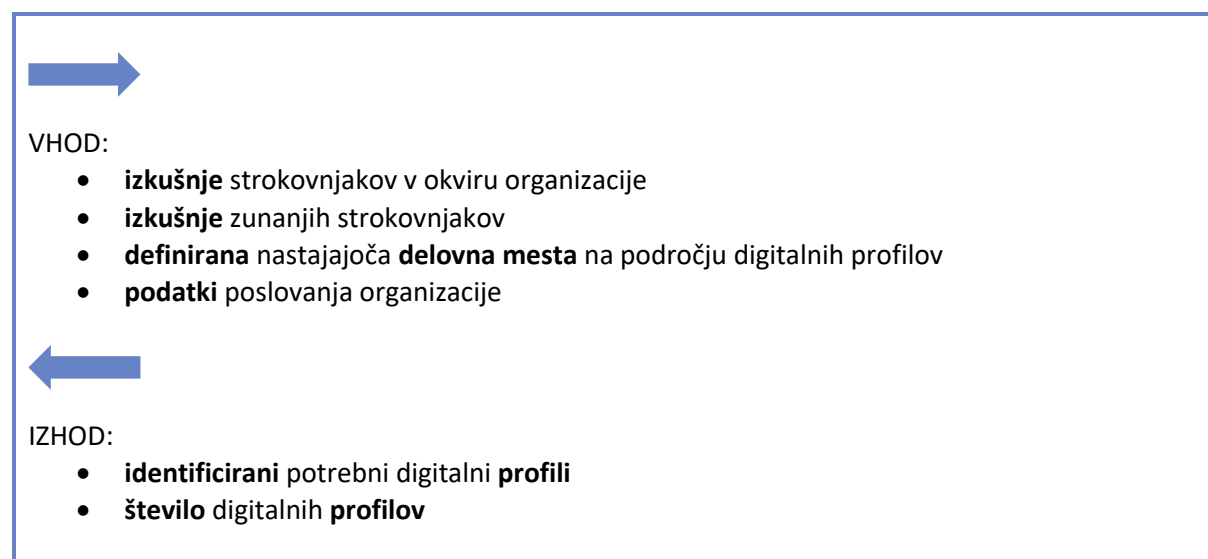 VHOD:
• izkušnje strokovnjakov v okviru organizacije
• izkušnje zunanjih strokovnjakov
• definirana nastajajoča delovna mesta na področju digitalnih profilov
• podatki poslovanja organizacije
IZHOD:
• identificirani potrebni digitalni profili
• število digitalnih profilov